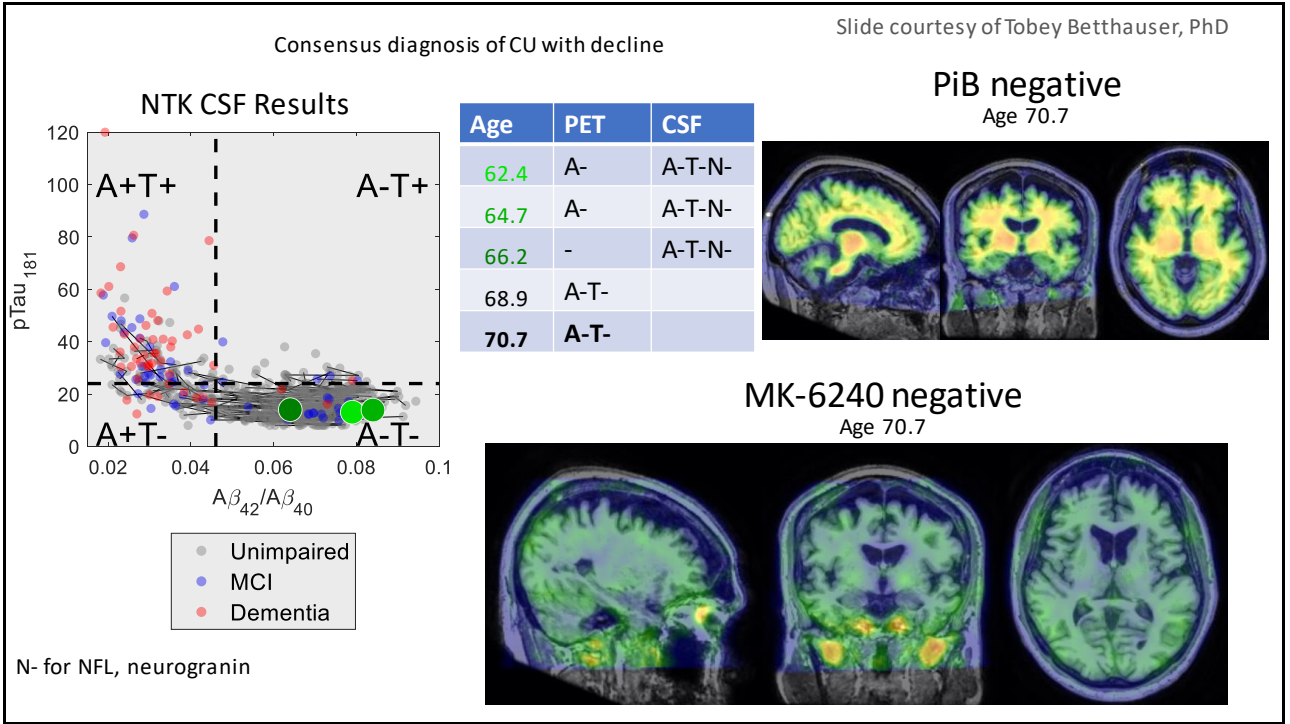 Slide courtesy of Tobey Betthauser, PhD
Consensus diagnosis of CU with decline
NTK CSF Results
120
100
80
60
40
20
0
pTau181
A+T+
A-T+
A+T-
A-T-
0.02 0.04 0.06 0.08 0.1
Aβ42/Aβ40
Unimpaired
MCI
Dementia
N- for NFL, neurogranin
Age PET CSF
62.4 A- A-T-N-
64.7 A- A-T-N-
66.2 - A-T-N-
68.9 A-T-
70.7 A-T-
PiB negative
Age 70.7
MK-6240 negative
Age 70.7